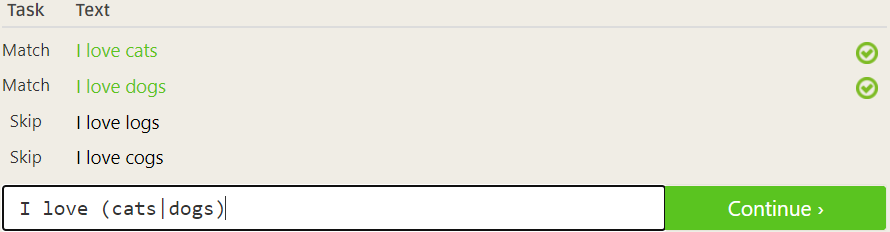 Task Text
Match I love cats
Match I love dogs
Skip I love logs
Skip I love cogs
I love (cats|dogs) Continue ›